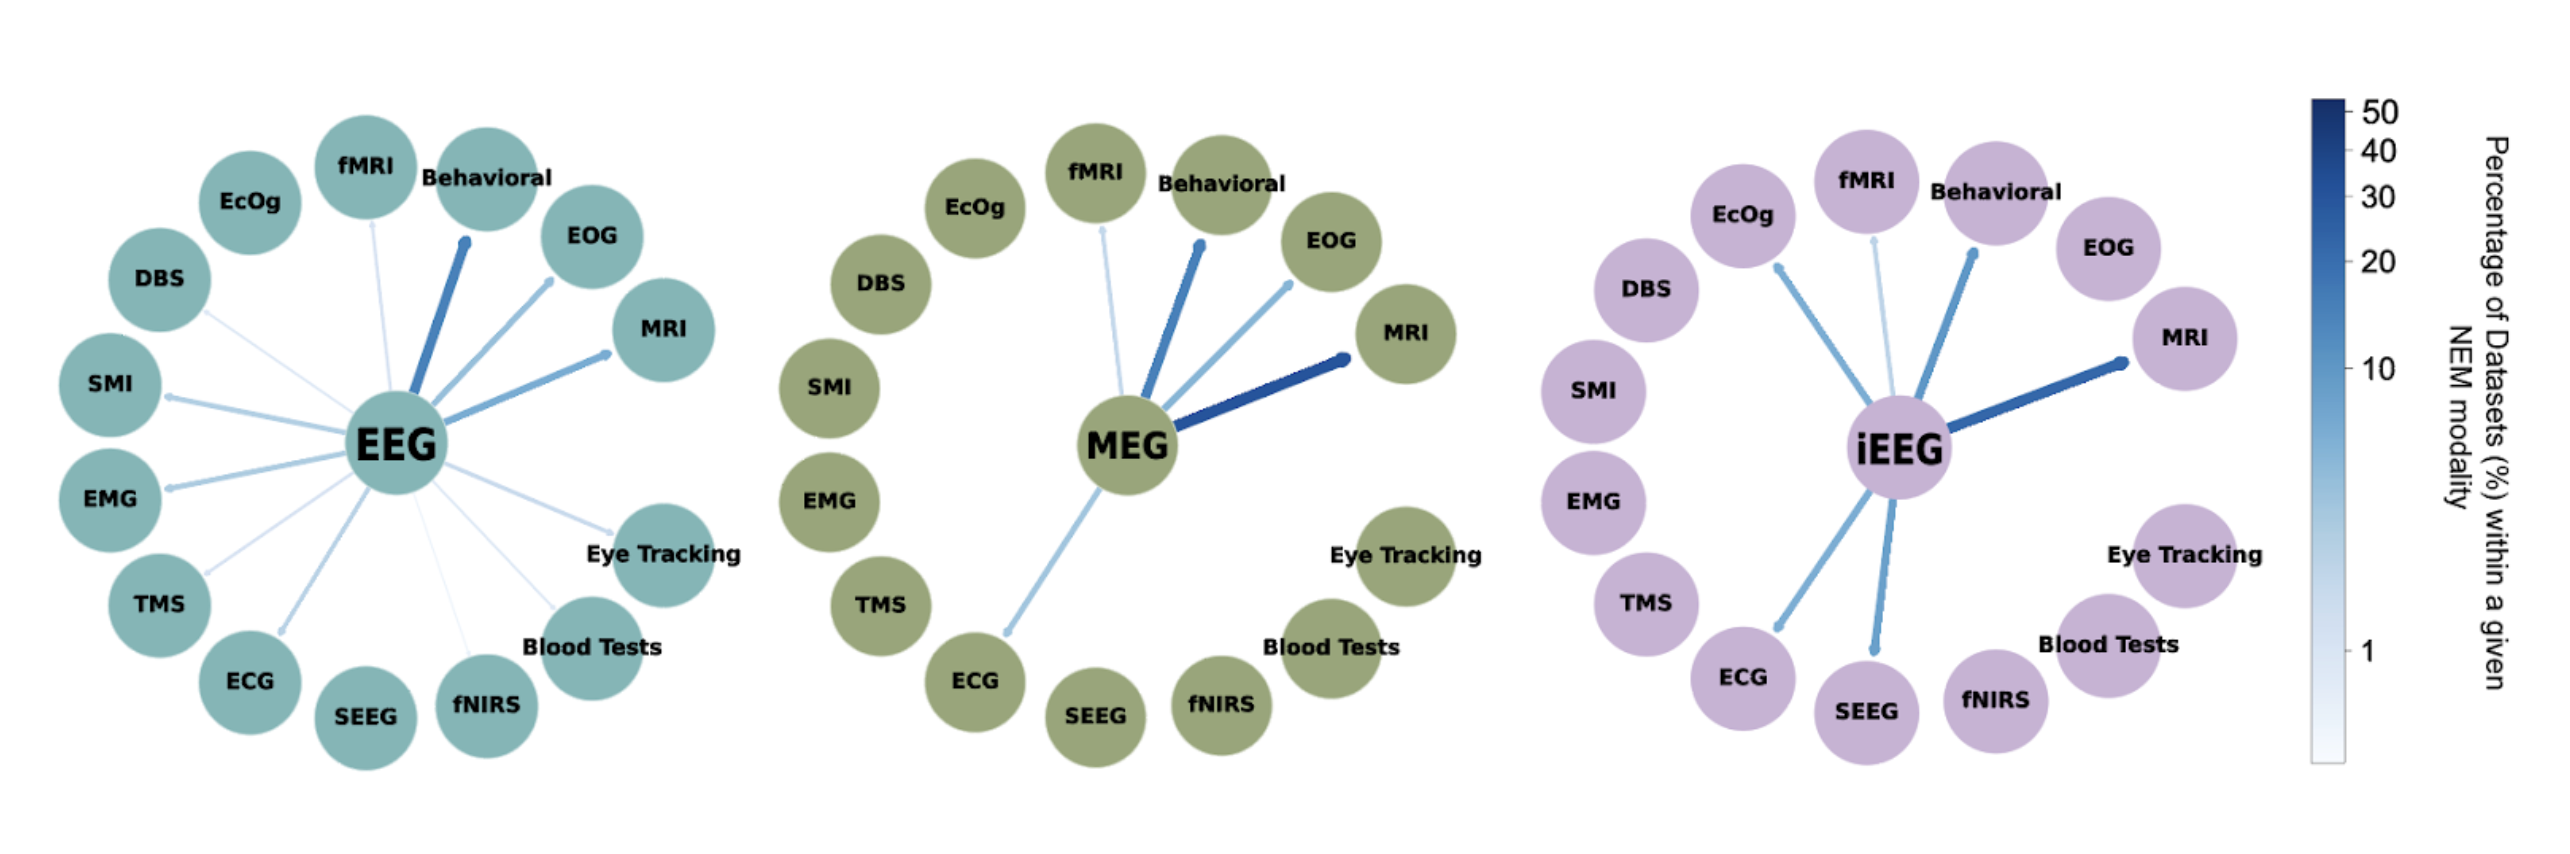 fMRI
Behavioral
EcOg
EOG
DBS
MRI
SMI
EEG
EMG
Eye Tracking
TMS
Blood Tests
ECG
fNIRS
SEEG
fMRI
Behavioral
EcOg
EOG
DBS
MRI
SMI
MEG
EMG
Eye Tracking
TMS
Blood Tests
ECG
fNIRS
SEEG
fMRI
Behavioral
EcOg
EOG
DBS
MRI
SMI
iEEG
EMG
Eye Tracking
TMS
Blood Tests
ECG
fNIRS
SEEG
50
40
30
20
10
1
Percentage of Datasets (%) within a given
NEM modality